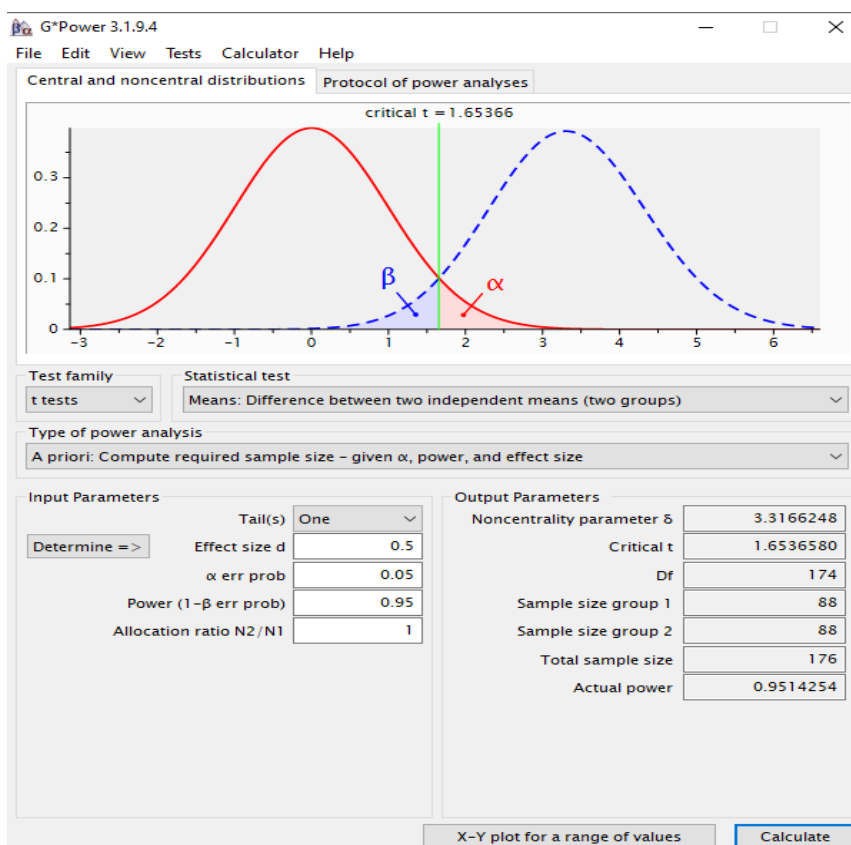 G*Power 3.1.9.4
File Edit View Tests Calculator Help
Central and noncentral distributions Protocol of power analyses
critical t = 1.65366
0.3
0.2
0.1
0
β α
-3 -2 -1 0 1 2 3 4 5 6
Test family Statistical test
t tests Means: Difference between two independent means (two groups)
Type of power analysis
A priori: Compute required sample size – given α, power, and effect size
Input Parameters Output Parameters
Tail(s) One Noncentrality parameter δ 3.3166248
Determine => Effect size d 0.5 Critical t 1.6536580
α err prob 0.05 Df 174
Power (1-β err prob) 0.95 Sample size group 1 88
Allocation ratio N2/N1 1 Sample size group 2 88
Total sample size 176
Actual power 0.9514254
X-Y plot for a range of values Calculate